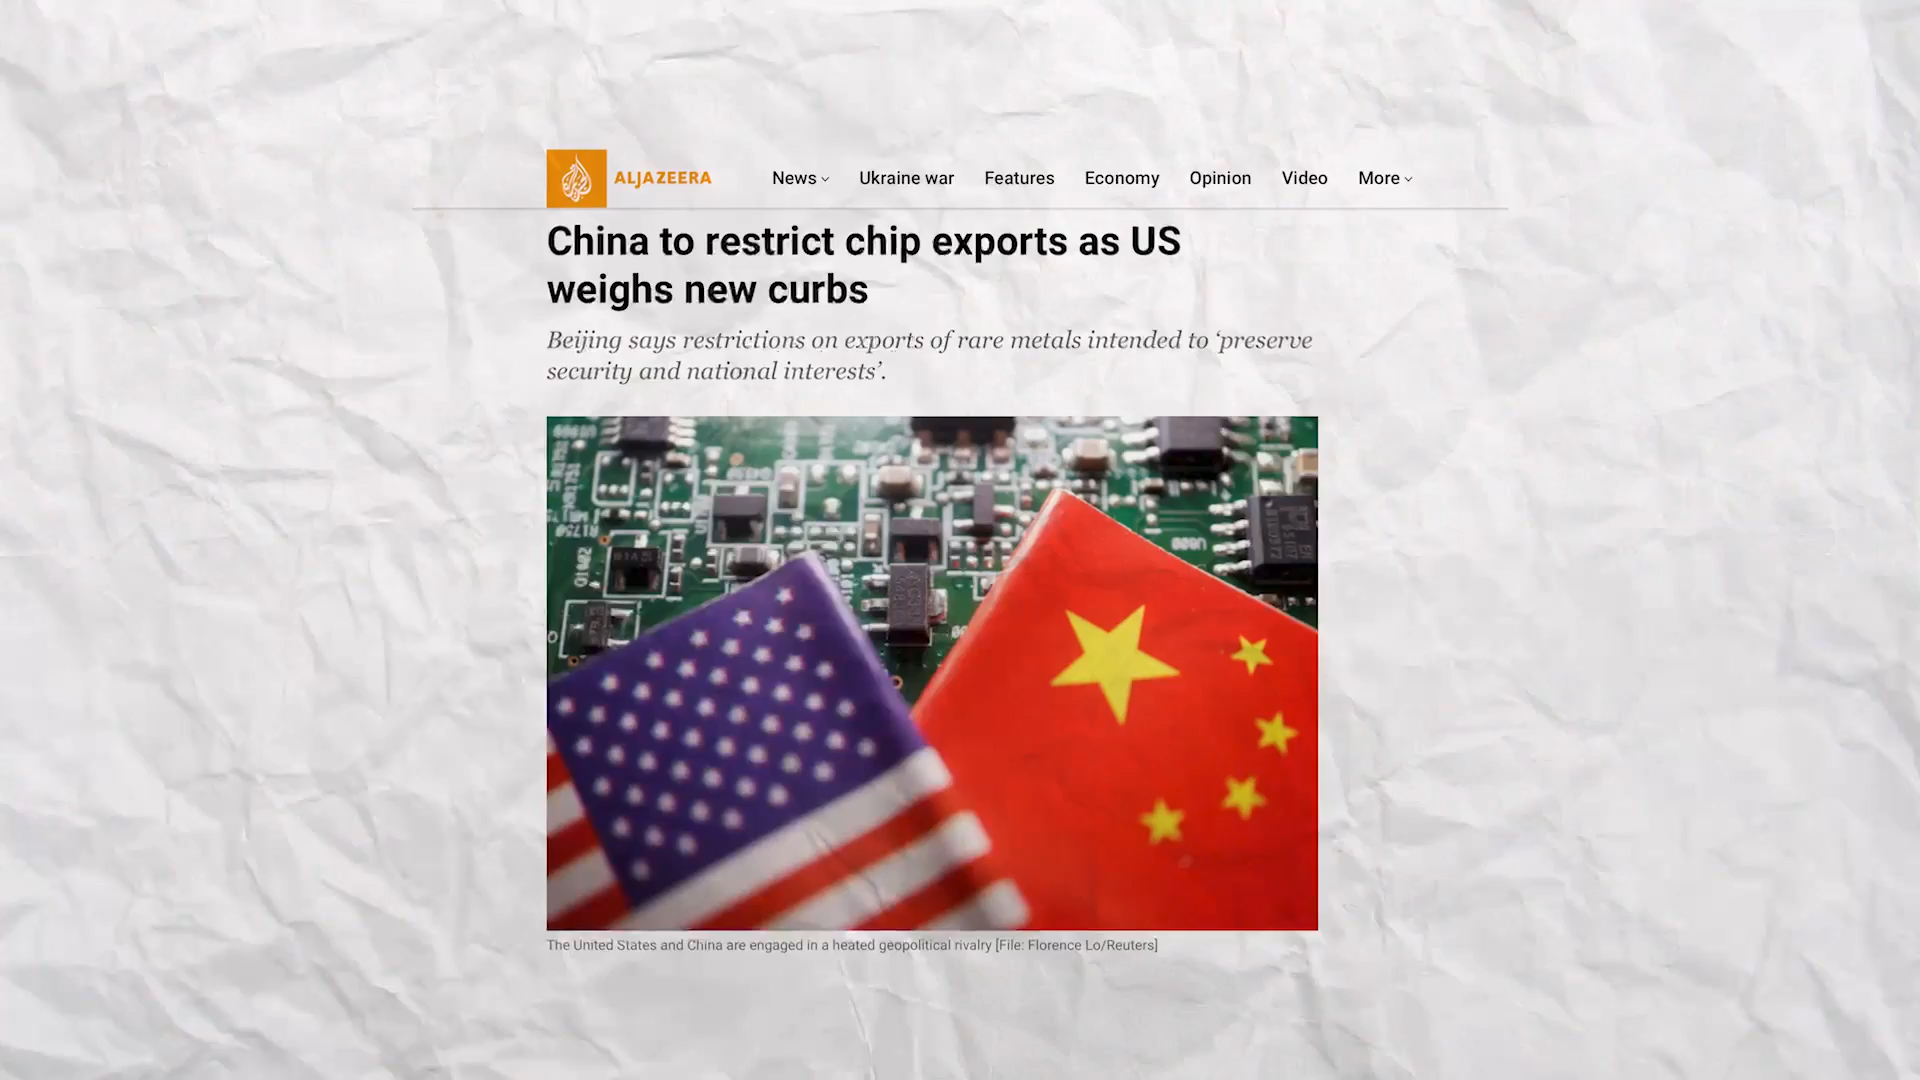 ALJAZEERA
News
Ukraine war
Features
Economy
Opinion
Video
More
China to restrict chip exports as US
weighs new curbs
Beijing says restrictions on exports of rare metals intended to ‘preserve
security and national interests’.
The United States and China are engaged in a heated geopolitical rivalry [File: Florence Lo/Reuters]